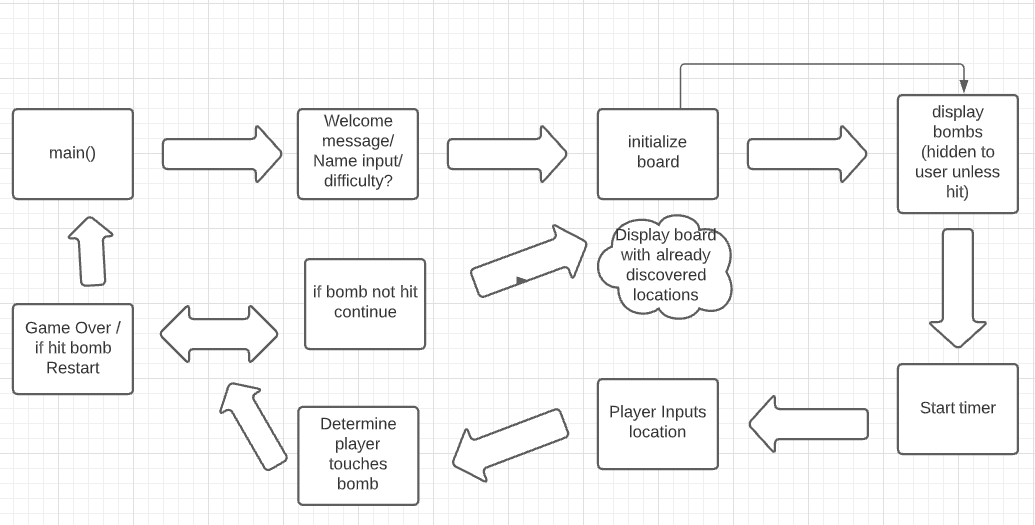 main()
Welcome
message/
Name input/
difficulty?
initialize
board
display
bombs
(hidden to
user unless
hit)
Display board
with already
discovered
locations
if bomb not hit
continue
Game Over /
if hit bomb
Restart
Determine
player
touches
bomb
Player Inputs
location
Start timer